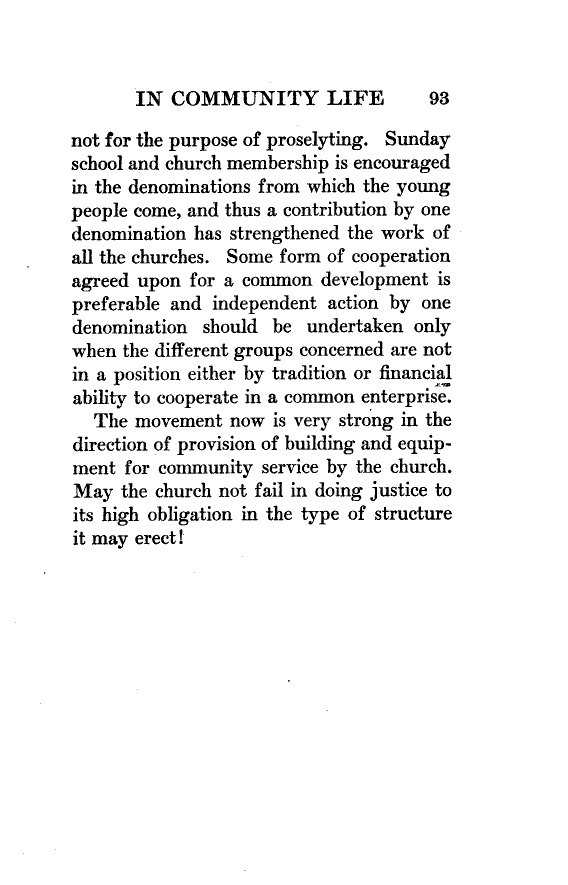 IN COMMUNITY LIFE 93
not for the purpose of proselyting. Sunday
school and church membership is encouraged
in the denominations from which the young
people come, and thus a contribution by one
denomination has strengthened the work of
all the churches. Some form of cooperation
agreed upon for a common development is
preferable and independent action by one
denomination should be undertaken only
when the different groups concerned are not
in a position either by tradition or financial
ability to cooperate in a common enterprise.
The movement now is very strong in the
direction of provision of building and equip-
ment for community service by the church.
May the church not fail in doing justice to
its high obligation in the type of structure
it may erect!